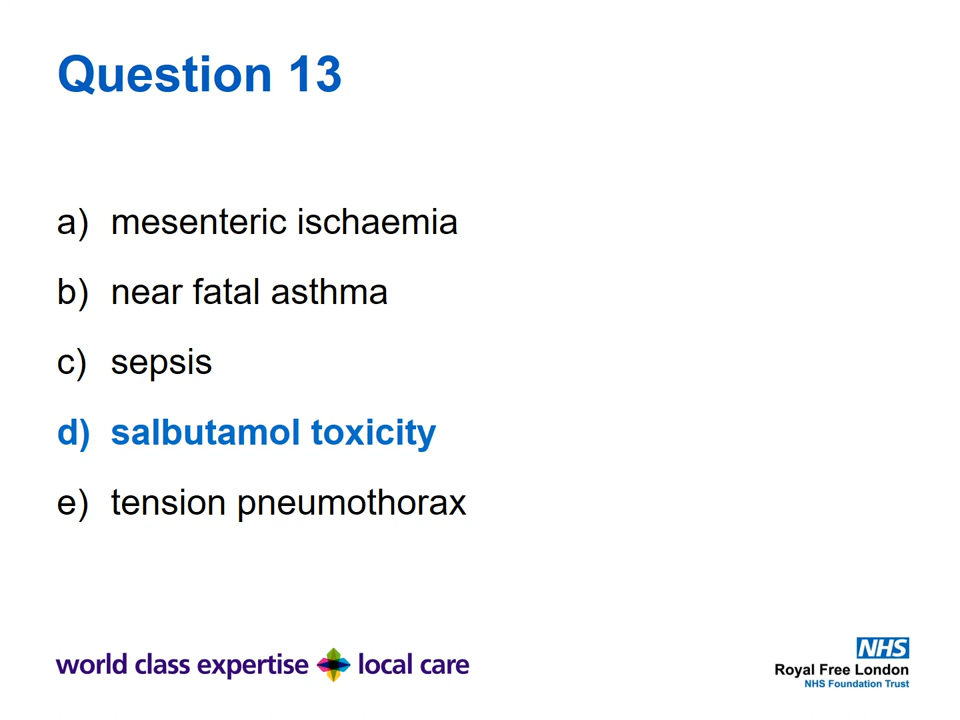 Question 13
a) mesenteric ischaemia
b) near fatal asthma
c) sepsis
d) salbutamol toxicity
e) tension pneumothorax
world class expertise local care
NHS
Royal Free London
NHS Foundation Trust